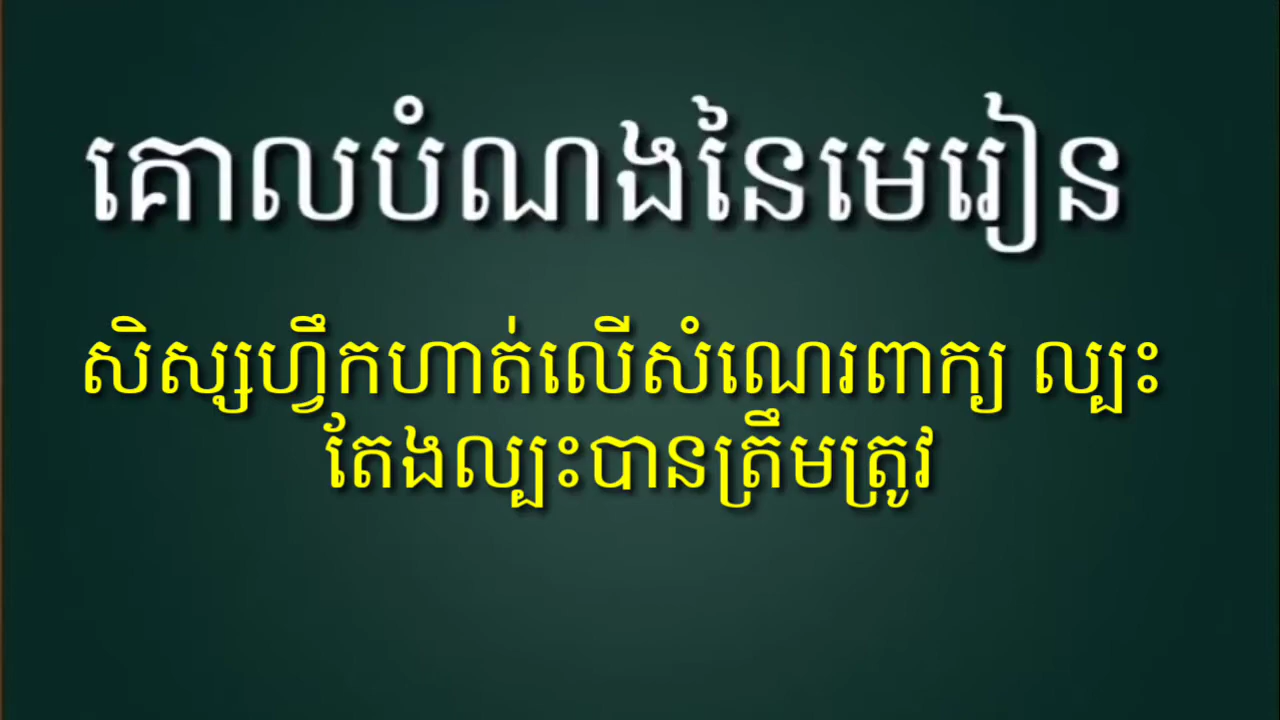 គោលបំណងនៃមេរៀន
សិស្សហ្វឹកហាត់លើសំណេរពាក្យ ល្បះ
តែងល្បះបានត្រឹមត្រូវ